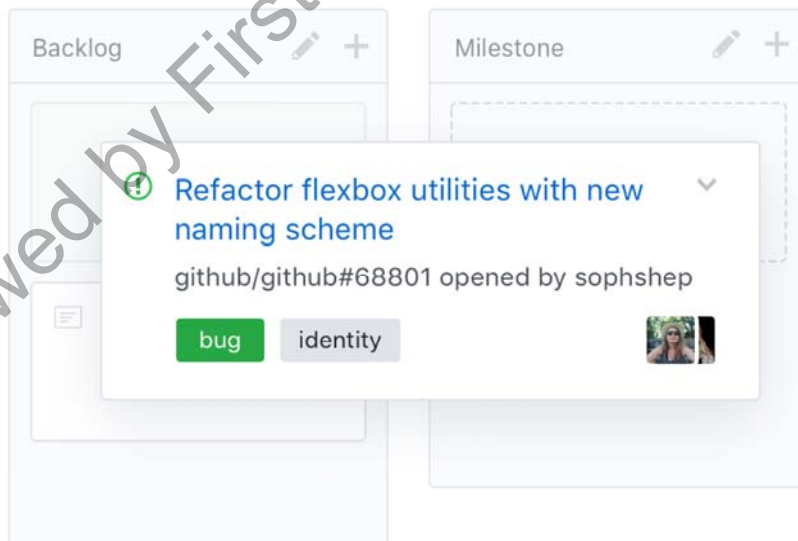 Backlog
Milestone
Refactor flexbox utilities with new
naming scheme
github/github#68801 opened by sophshep
bug
identity